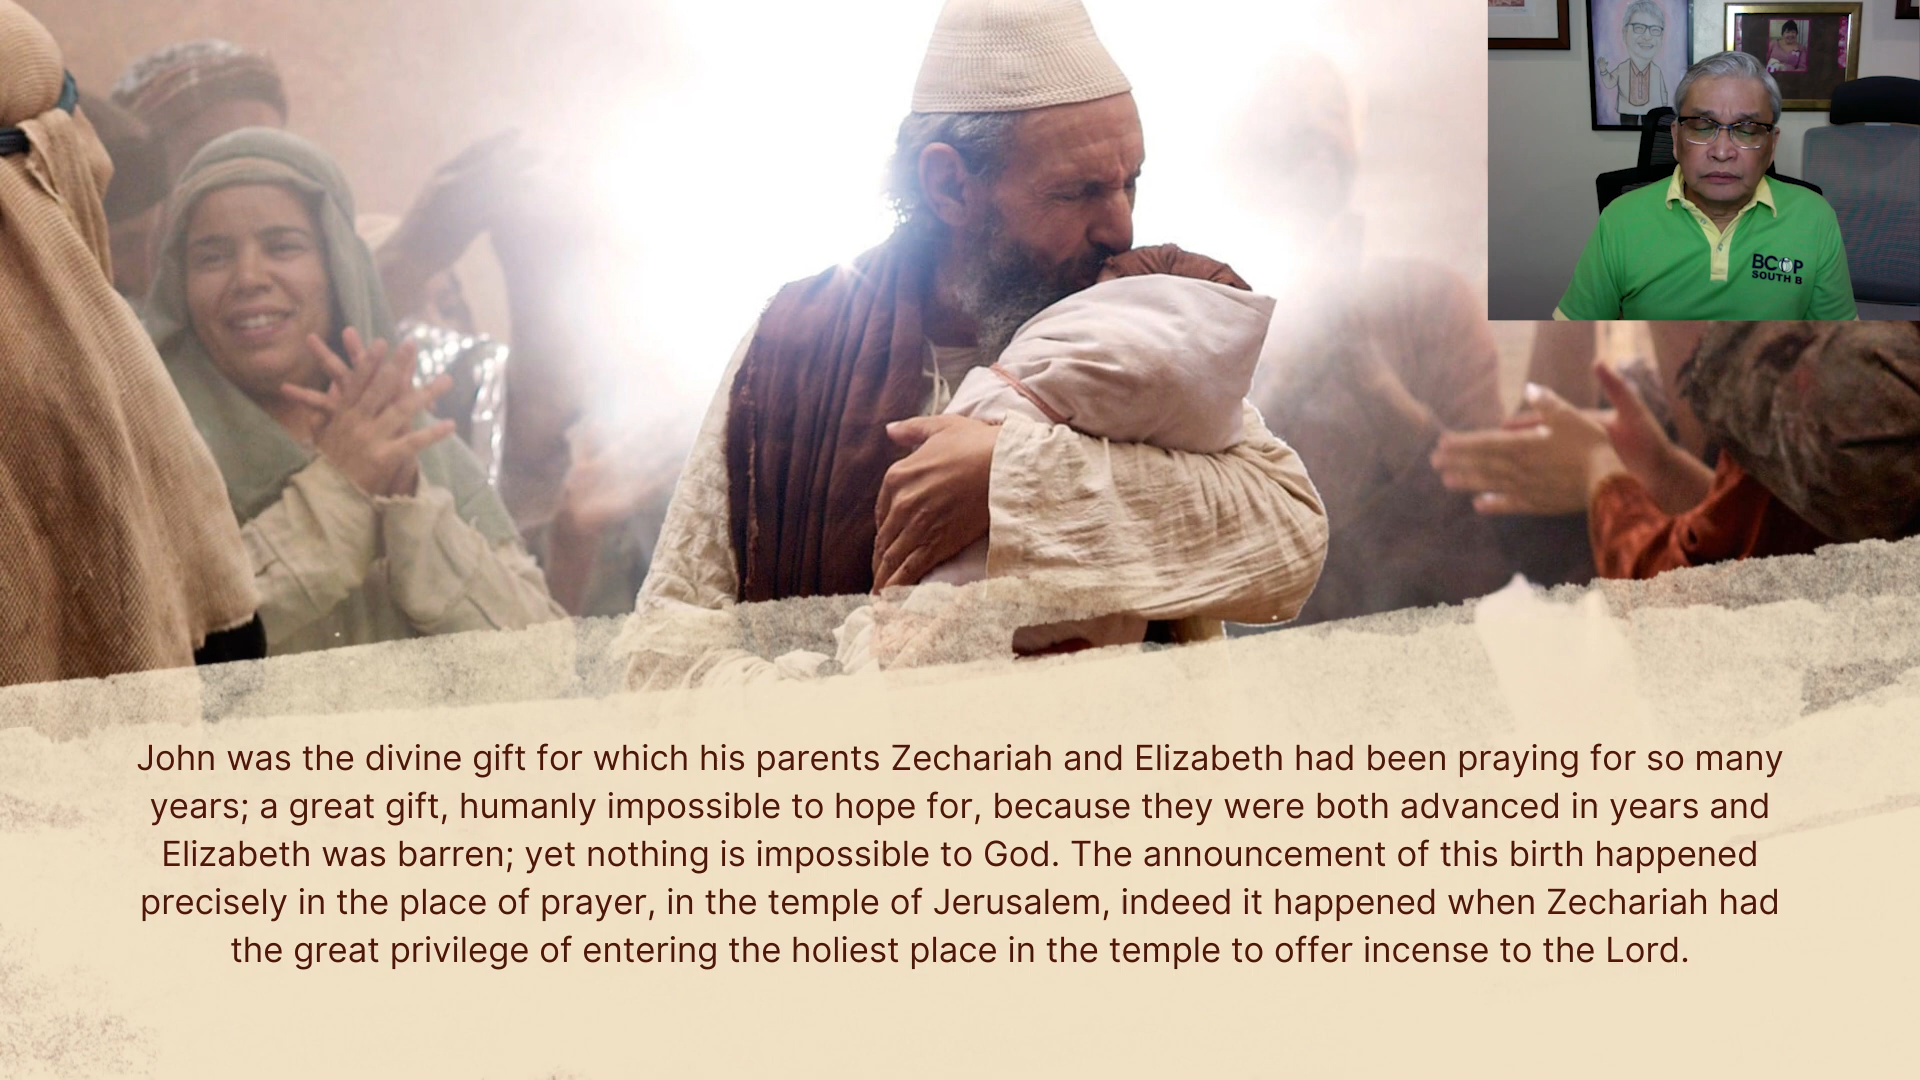 BCOP
SOUTH B
John was the divine gift for which his parents Zechariah and Elizabeth had been praying for so many
years; a great gift, humanly impossible to hope for, because they were both advanced in years and
Elizabeth was barren; yet nothing is impossible to God. The announcement of this birth happened
precisely in the place of prayer, in the temple of Jerusalem, indeed it happened when Zechariah had
the great privilege of entering the holiest place in the temple to offer incense to the Lord.